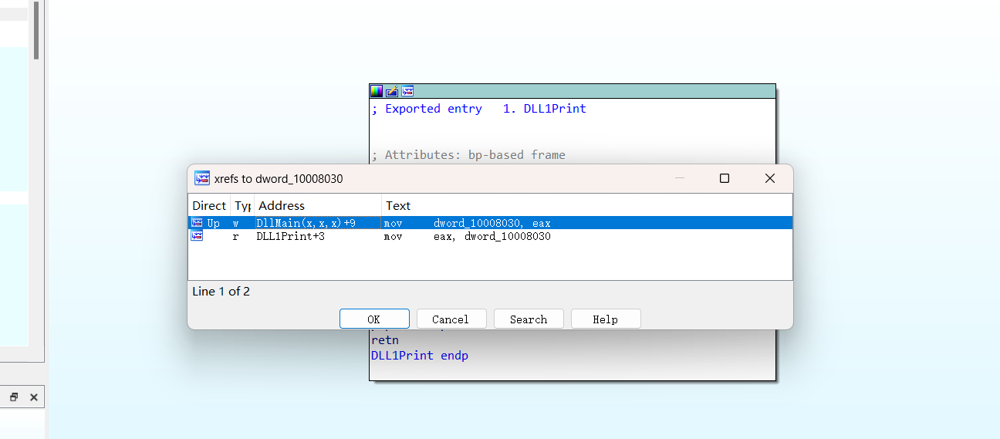 ; Exported entry   1. DLL1Print
; Attributes: bp-based frame
xrefs to dword_10008030
Direct Typ Address Text
Up w DllMain(x,x,x)+9 mov dword_10008030, eax
r DLL1Print+3 mov eax, dword_10008030
Line 1 of 2
OK Cancel Search Help
retn
DLL1Print endp